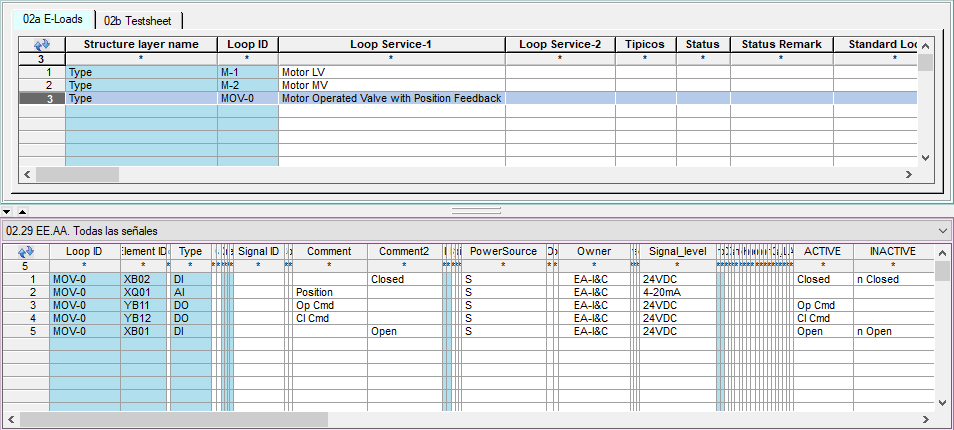 02a E-Loads 02b Testsheet
Structure layer name Loop ID Loop Service-1 Loop Service-2 Tipicos Status Status Remark Standard Loo
3 * * * * * * * *
1 Type M-1 Motor LV
2 Type M-2 Motor MV
3 Type MOV-0 Motor Operated Valve with Position Feedback
02.29 EE.AA. Todas las señales
Loop ID Element ID Type Signal ID Comment Comment2 PowerSource Owner Signal_level ACTIVE INACTIVE
5 * * * * * * * * * * *
1 MOV-0 XB02 DI Closed S EA-I&C 24VDC Closed n Closed
2 MOV-0 XQ01 AI Position S EA-I&C 4-20mA
3 MOV-0 YB11 DO Op Cmd S EA-I&C 24VDC Op Cmd
4 MOV-0 YB12 DO Cl Cmd S EA-I&C 24VDC Cl Cmd
5 MOV-0 XB01 DI Open S EA-I&C 24VDC Open n Open